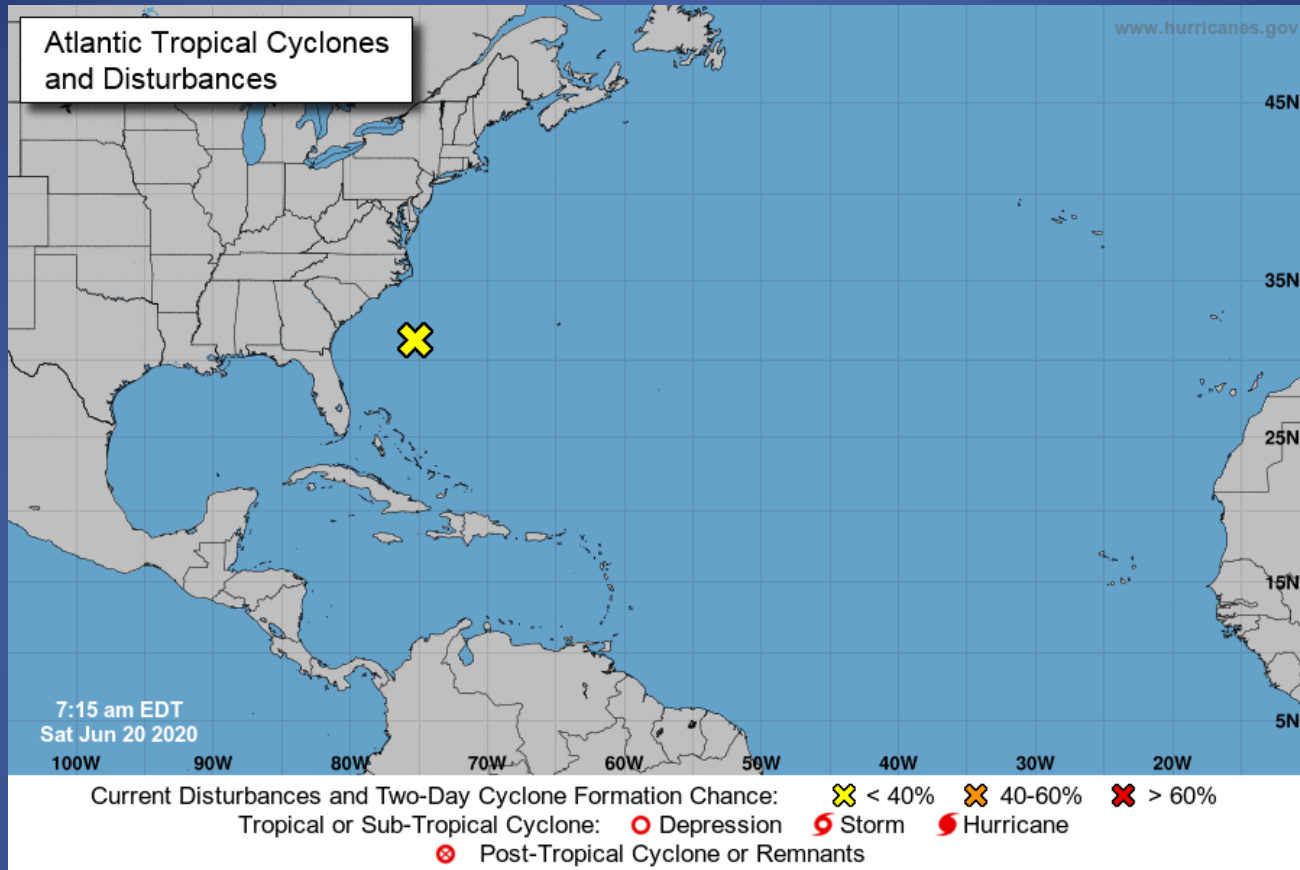 Atlantic Tropical Cyclones
and Disturbances
www.hurricanes.gov
45N
35N
25N
15N
5N
7:15 am EDT
Sat Jun 20 2020
100W 90W 80W 70W 60W 50W 40W 30W 20W
Current Disturbances and Two-Day Cyclone Formation Chance: < 40% 40-60% > 60%
Tropical or Sub-Tropical Cyclone: Depression Storm Hurricane
Post-Tropical Cyclone or Remnants